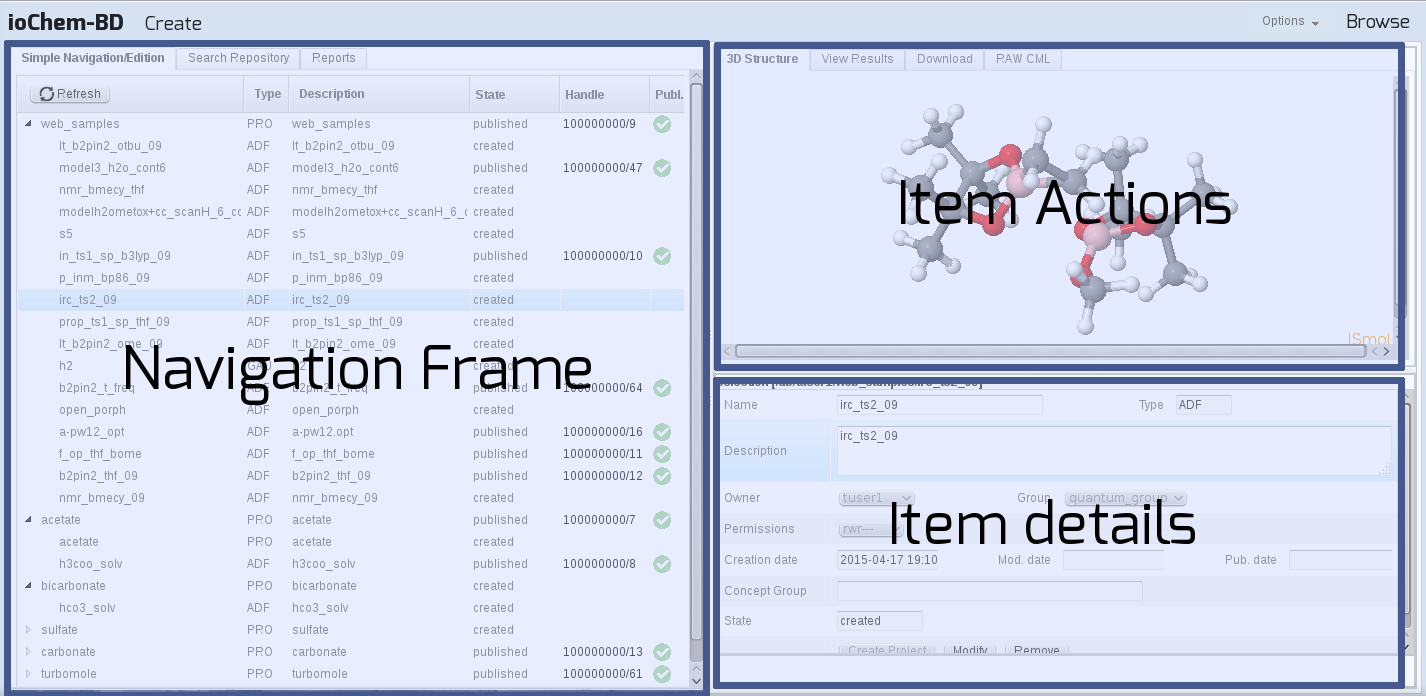 ioChem-BD Create Options Browse
Simple Navigation/Edition Search Repository Reports
Refresh Type Description State Handle Publ.
web_samples PRO web_samples published 100000000/9
lt_b2pin2_otbu_09 ADF lt_b2pin2_otbu_09 created
model3_h2o_cont6 ADF model3_h2o_cont6 published 100000000/47
nmr_bmecy_thf ADF nmr_bmecy_thf created
modelh2ometox+cc_scanH_6_cc ADF modelh2ometox+cc_scanH_6_c created
s5 ADF s5 created
in_ts1_sp_b3lyp_09 ADF in_ts1_sp_b3lyp_09 published 100000000/10
p_inm_bp86_09 ADF p_inm_bp86_09 created
irc_ts2_09 ADF irc_ts2_09 created
prop_ts1_sp_thf_09 ADF prop_ts1_sp_thf_09 created
lt_b2pin2_ome_09 ADF lt_b2pin2_ome_09 created
h2 created
Navigation Frame
b2pin2_t_freq ADF b2pin2_t_freq published 100000000/64
open_porph ADF open_porph created
a-pw12_opt ADF a-pw12.opt published 100000000/16
f_op_thf_bome ADF f_op_thf_bome published 100000000/11
b2pin2_thf_09 ADF b2pin2_thf_09 published 100000000/12
nmr_bmecy_09 ADF nmr_bmecy_09 created
acetate PRO acetate published 100000000/7
acetate PRO acetate created
h3coo_solv ADF h3coo_solv published 100000000/8
bicarbonate PRO bicarbonate created
hco3_solv ADF hco3_solv created
sulfate PRO sulfate created
carbonate PRO carbonate published 100000000/13
turbomole PRO turbomole published 100000000/61
3D Structure View Results Download RAW CML
Item Actions
JSmol
Name irc_ts2_09 Type ADF
Description irc_ts2_09
Owner tuser1 Group quantum_group
Item details
Permissions rwr---
Creation date 2015-04-17 19:10 Mod. date Pub. date
Concept Group
State created
Create Project Modify Remove